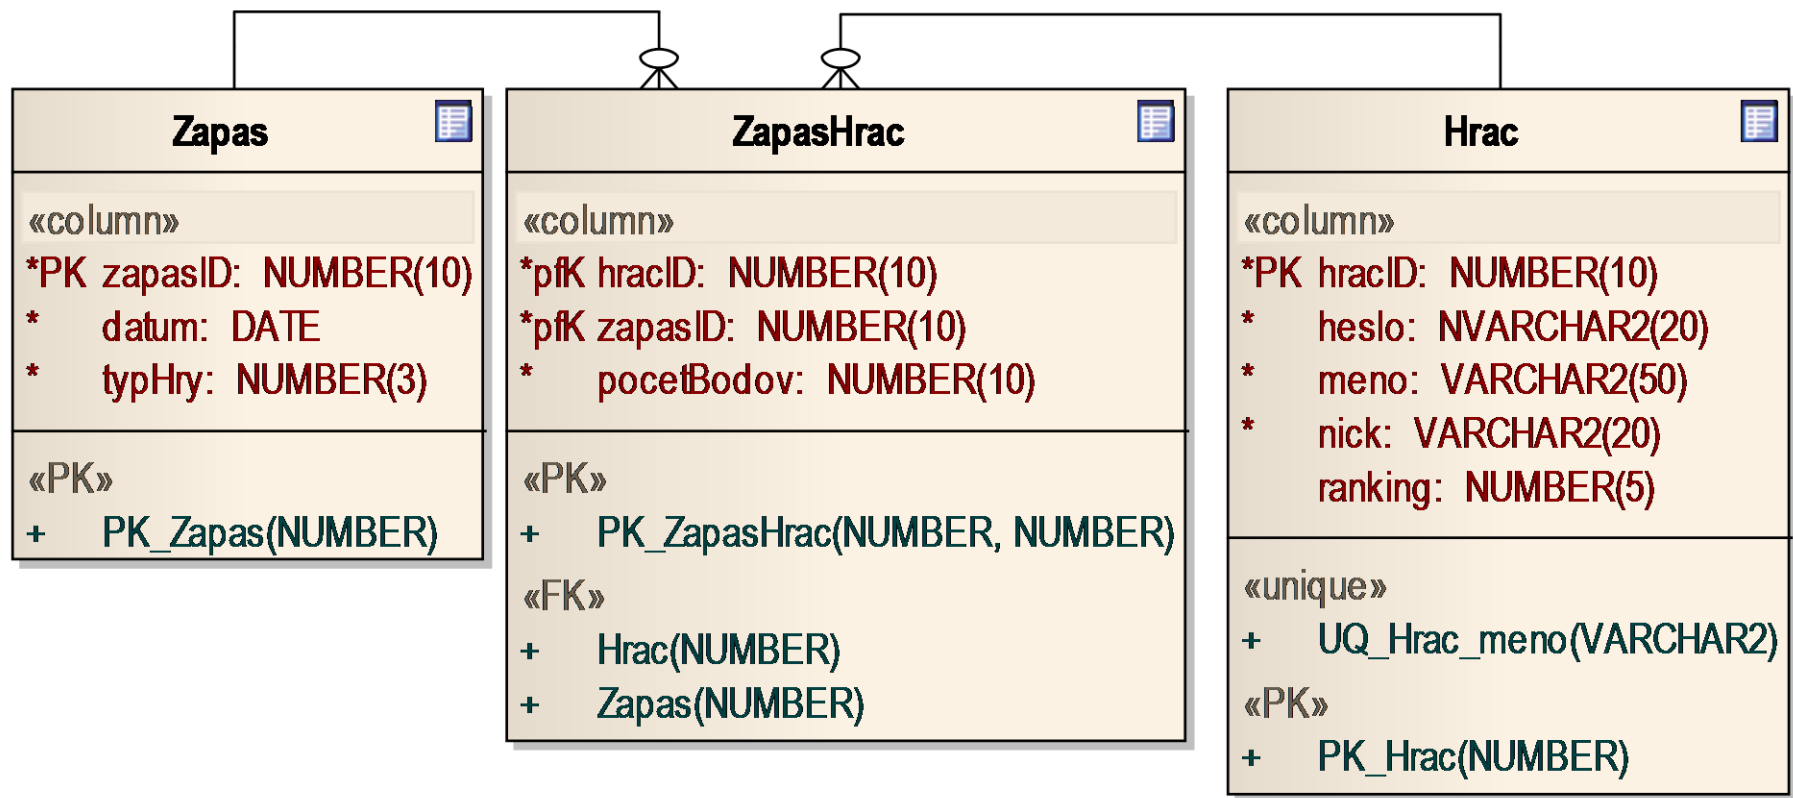 Zapas
«column»
*PK zapasID: NUMBER(10)
* datum: DATE
* typHry: NUMBER(3)
«PK»
+ PK_Zapas(NUMBER)
ZapasHrac
«column»
*pfK hracID: NUMBER(10)
*pfK zapasID: NUMBER(10)
* pocetBodov: NUMBER(10)
«PK»
+ PK_ZapasHrac(NUMBER, NUMBER)
«FK»
+ Hrac(NUMBER)
+ Zapas(NUMBER)
Hrac
«column»
*PK hracID: NUMBER(10)
* heslo: NVARCHAR2(20)
* meno: VARCHAR2(50)
* nick: VARCHAR2(20)
ranking: NUMBER(5)
«unique»
+ UQ_Hrac_meno(VARCHAR2)
«PK»
+ PK_Hrac(NUMBER)